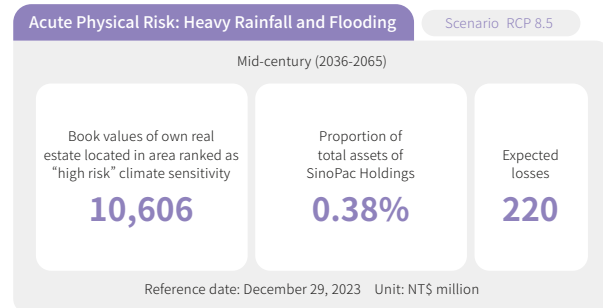 Acute Physical Risk: Heavy Rainfall and Flooding
Scenario RCP 8.5
Mid-century (2036-2065)
Book values of own real
estate located in area ranked as
“high risk” climate sensitivity
10,606
Proportion of
total assets of
SinoPac Holdings
0.38%
Expected
losses
220
Reference date: December 29, 2023 Unit: NT$ million